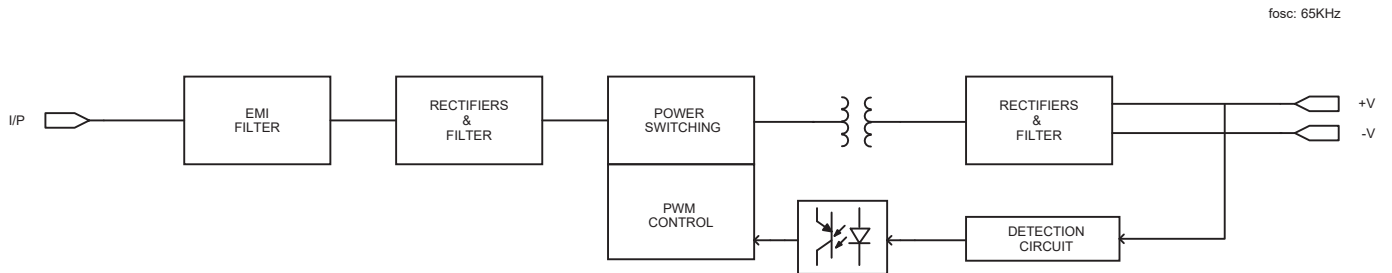 fosc: 65KHz
I/P
EMI
FILTER
RECTIFIERS
&
FILTER
POWER
SWITCHING
RECTIFIERS
&
FILTER
+V
-V
PWM
CONTROL
DETECTION
CIRCUIT